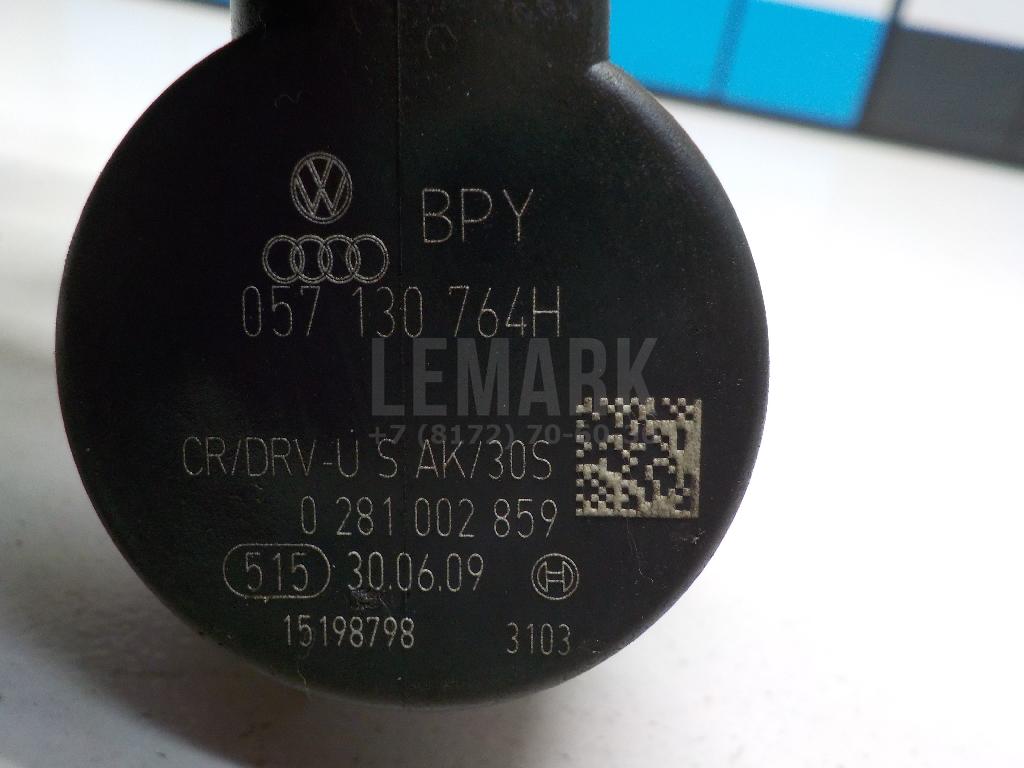 BPY
057 130 764H
LEMARK
CR/DRV-U S AK/30S
0 281 002 859
515 30.06.09
15198798 3103